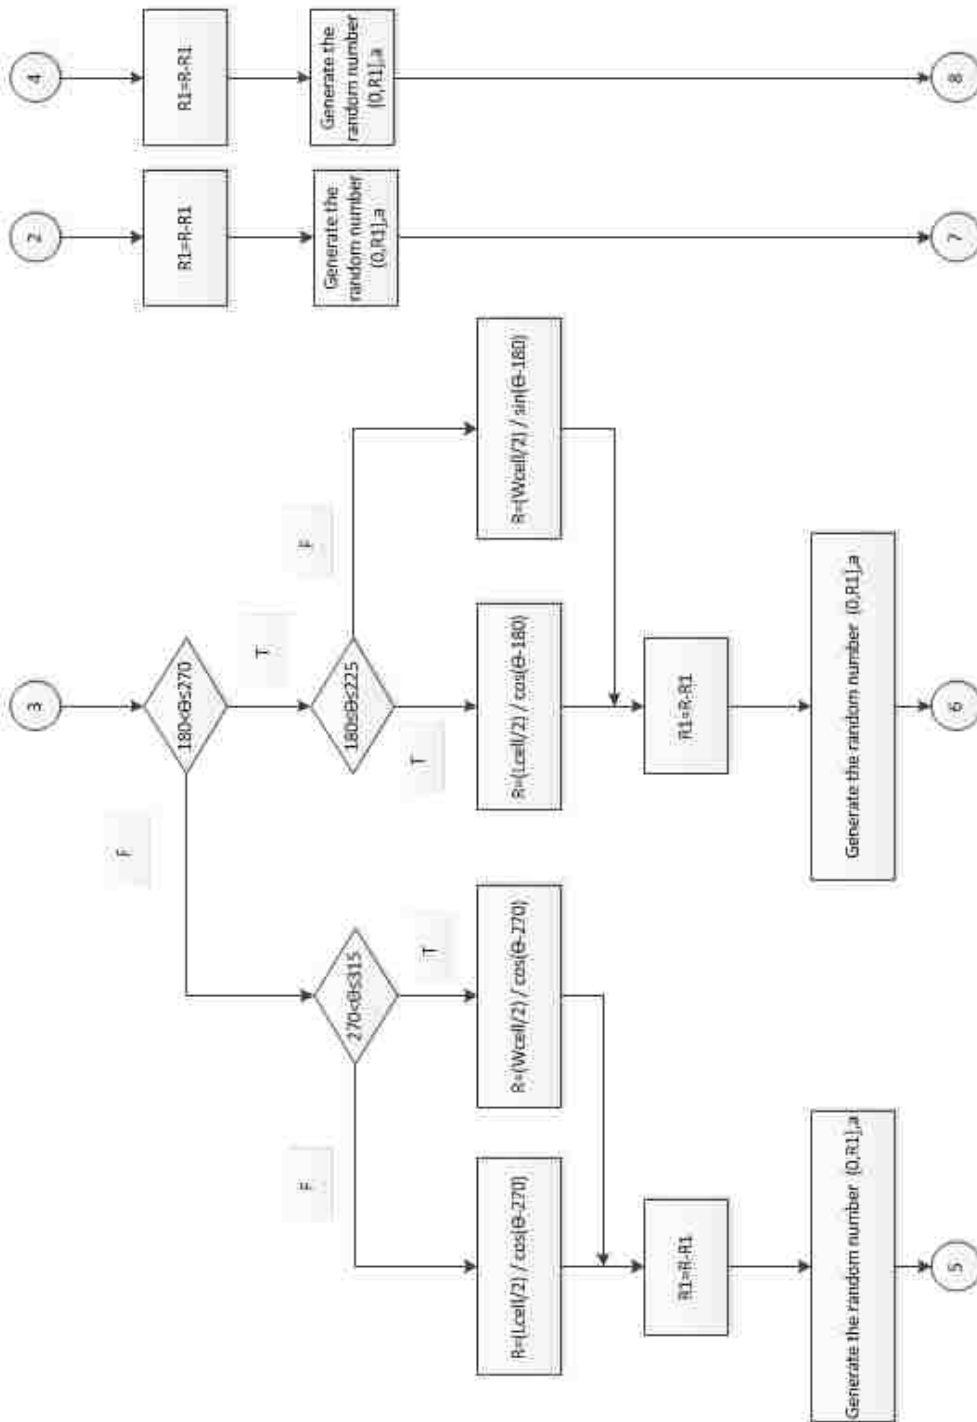 3
180<θ≤270
F
T
270<θ≤315
180≤θ≤225
F
T
T
F
R=(Lcell/2) / cos(θ-270)
R=(Wcell/2) / cos(θ-270)
R=(Lcell/2) / cos(θ-180)
R=(Wcell/2) / sin(θ-180)
R1=R-R1
R1=R-R1
Generate the random number (0,R1],a
Generate the random number (0,R1],a
5
6
2
R1=R-R1
Generate the
random number
(0,R1],a
7
4
R1=R-R1
Generate the
random number
(0,R1],a
8